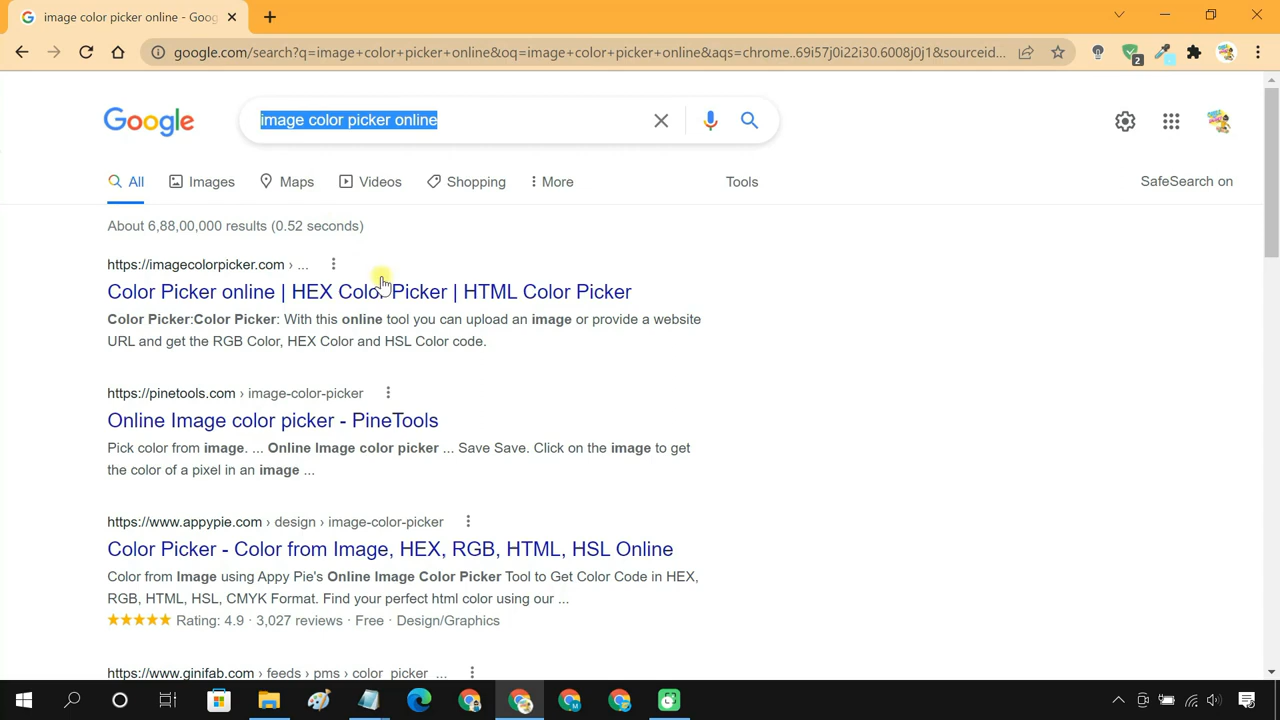 image color picker online - Goog
google.com/search?q=image+color+picker+online&oq=image+color+picker+online&aqs=chrome..69i57j0i22i30.6008j0j1&sourceid...
2
Google
image color picker online
All
Images
Maps
Videos
Shopping
More
Tools
SafeSearch on
About 6,88,00,000 results (0.52 seconds)
https://imagecolorpicker.com › ...
Color Picker online | HEX Color Picker | HTML Color Picker
Color Picker:Color Picker: With this online tool you can upload an image or provide a website
URL and get the RGB Color, HEX Color and HSL Color code.
https://pinetools.com › image-color-picker
Online Image color picker - PineTools
Pick color from image. ... Online Image color picker ... Save Save. Click on the image to get
the color of a pixel in an image ...
https://www.appypie.com › design › image-color-picker
Color Picker - Color from Image, HEX, RGB, HTML, HSL Online
Color from Image using Appy Pie's Online Image Color Picker Tool to Get Color Code in HEX,
RGB, HTML, HSL, CMYK Format. Find your perfect html color using our ...
Rating: 4.9 · 3,027 reviews · Free · Design/Graphics
https://www.ginifab.com › feeds › pms › color_picker_...